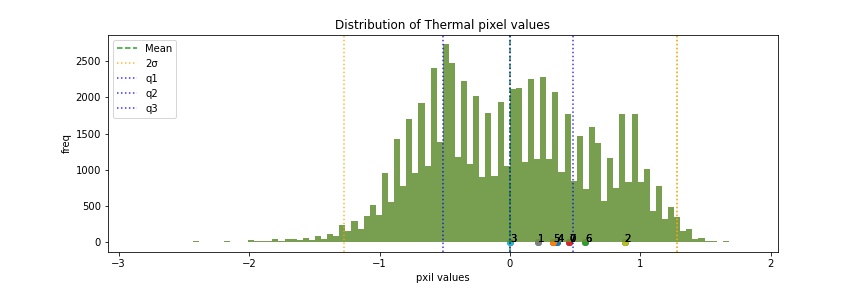 Distribution of Thermal pixel values
Mean
2σ
q1
q2
q3
freq
2500
2000
1500
1000
500
0
3 1 5 4 0 6 2
−3 −2 −1 0 1 2
pxil values